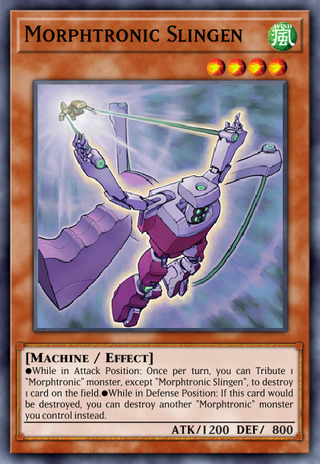 Morphtronic Slingen
WIND
風
[Machine / Effect]
●While in Attack Position: Once per turn, you can Tribute 1
"Morphtronic" monster, except "Morphtronic Slingen", to destroy
1 card on the field.●While in Defense Position: If this card would
be destroyed, you can destroy another "Morphtronic" monster
you control instead.
ATK/1200 DEF/ 800